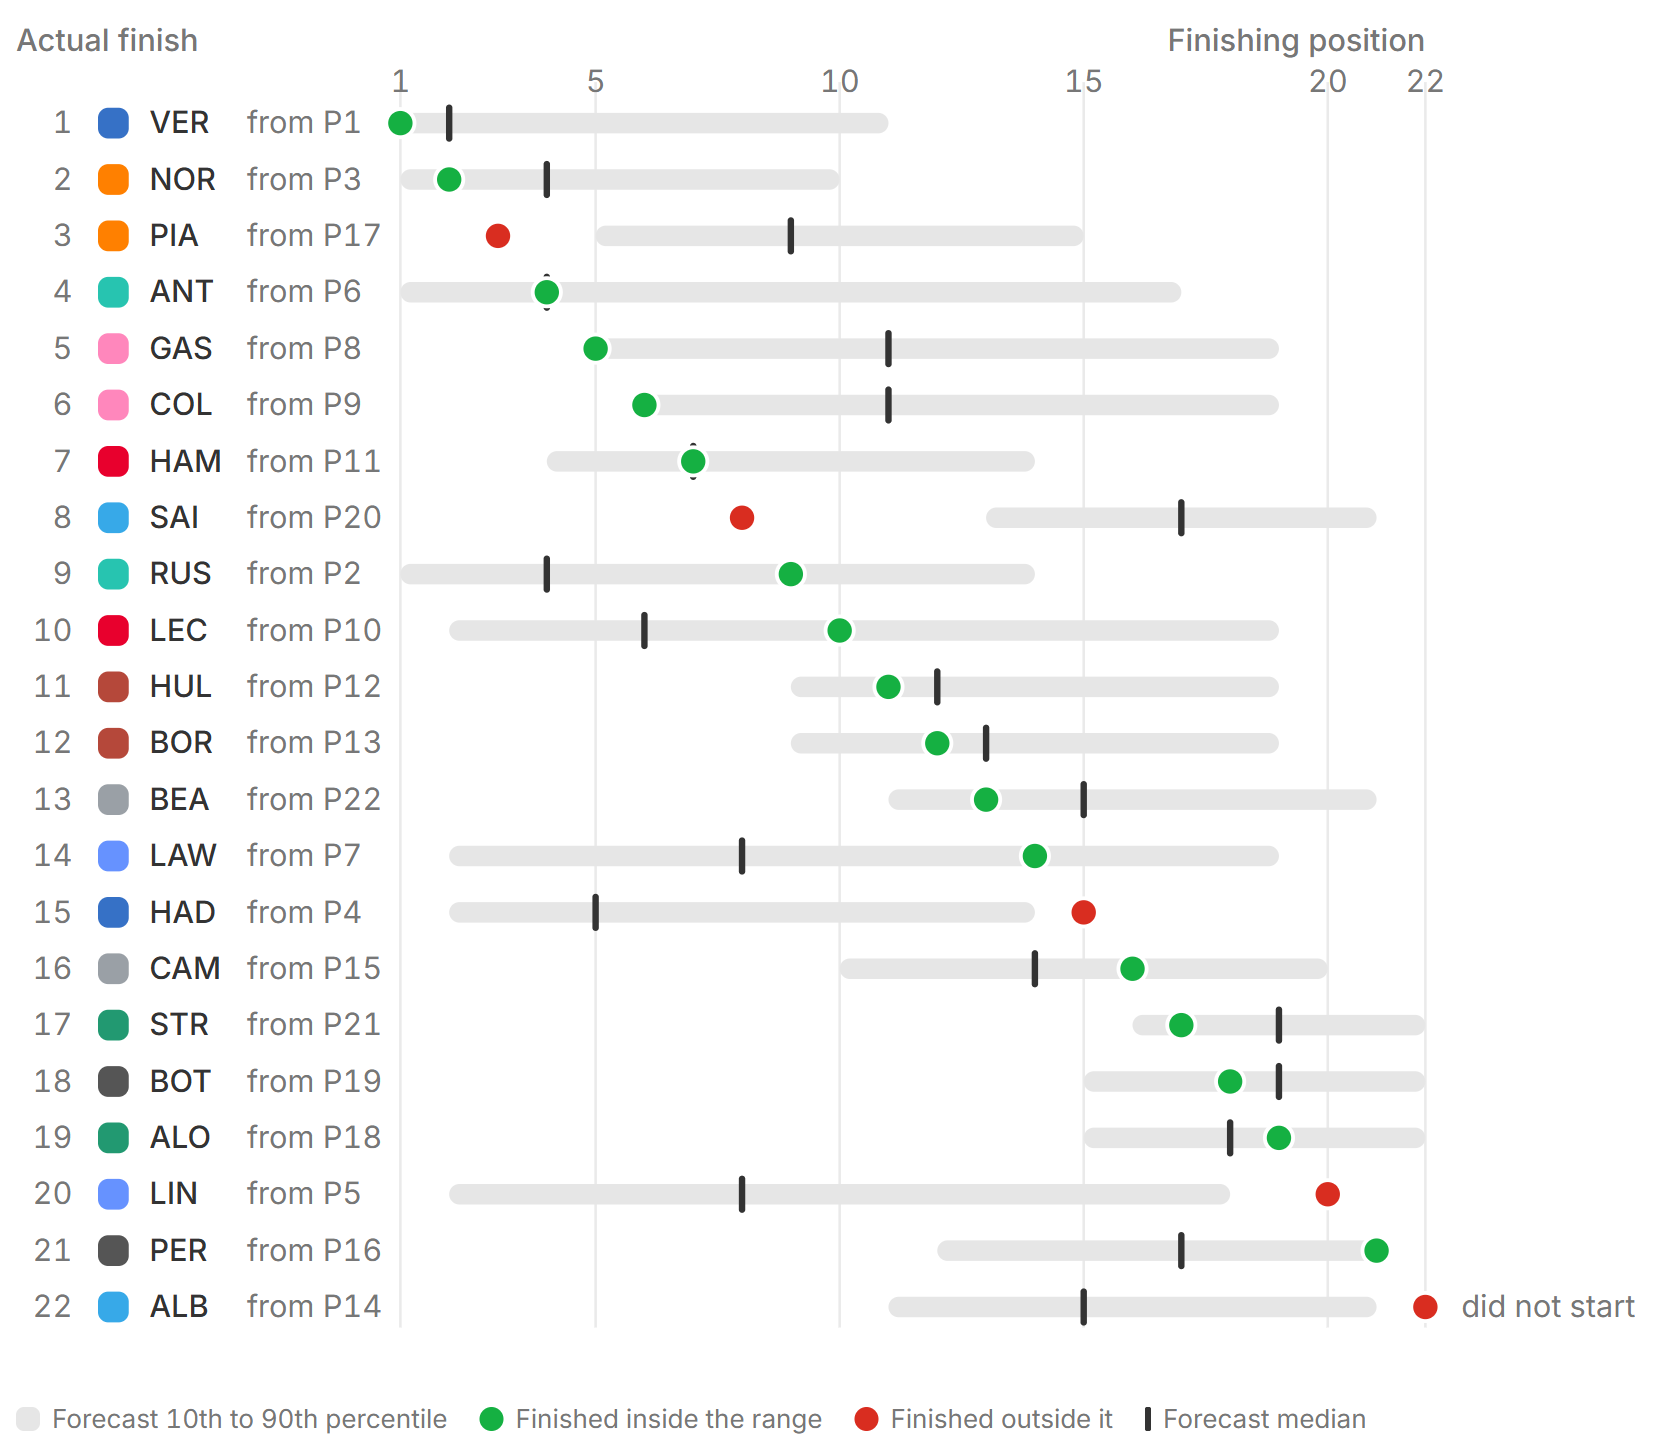 Actual finish Finishing position
1 5 10 15 20 22
1 VER from P1
2 NOR from P3
3 PIA from P17
4 ANT from P6
5 GAS from P8
6 COL from P9
7 HAM from P11
8 SAI from P20
9 RUS from P2
10 LEC from P10
11 HUL from P12
12 BOR from P13
13 BEA from P22
14 LAW from P7
15 HAD from P4
16 CAM from P15
17 STR from P21
18 BOT from P19
19 ALO from P18
20 LIN from P5
21 PER from P16
22 ALB from P14 did not start
Forecast 10th to 90th percentile Finished inside the range Finished outside it Forecast median